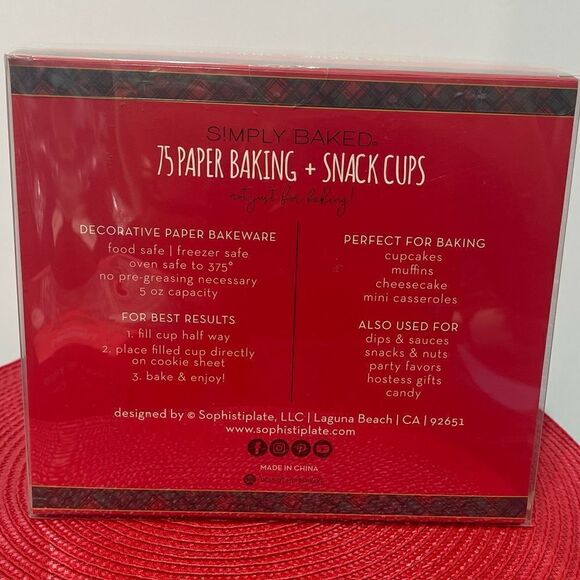 S!MPLY BAKED®
75 PAPER BAKING + SNACK CUPS
not just for baking!
DECORATIVE PAPER BAKEWARE
food safe | freezer safe
oven safe to 375°
no pre-greasing necessary
5 oz capacity
FOR BEST RESULTS
1. fill cup half way
2. place filled cup directly
on cookie sheet
3. bake & enjoy!
PERFECT FOR BAKING
cupcakes
muffins
cheesecake
mini casseroles
ALSO USED FOR
dips & sauces
snacks & nuts
party favors
hostess gifts
candy
designed by © Sophistiplate, LLC | Laguna Beach | CA | 92651
www.sophistiplate.com
MADE IN CHINA